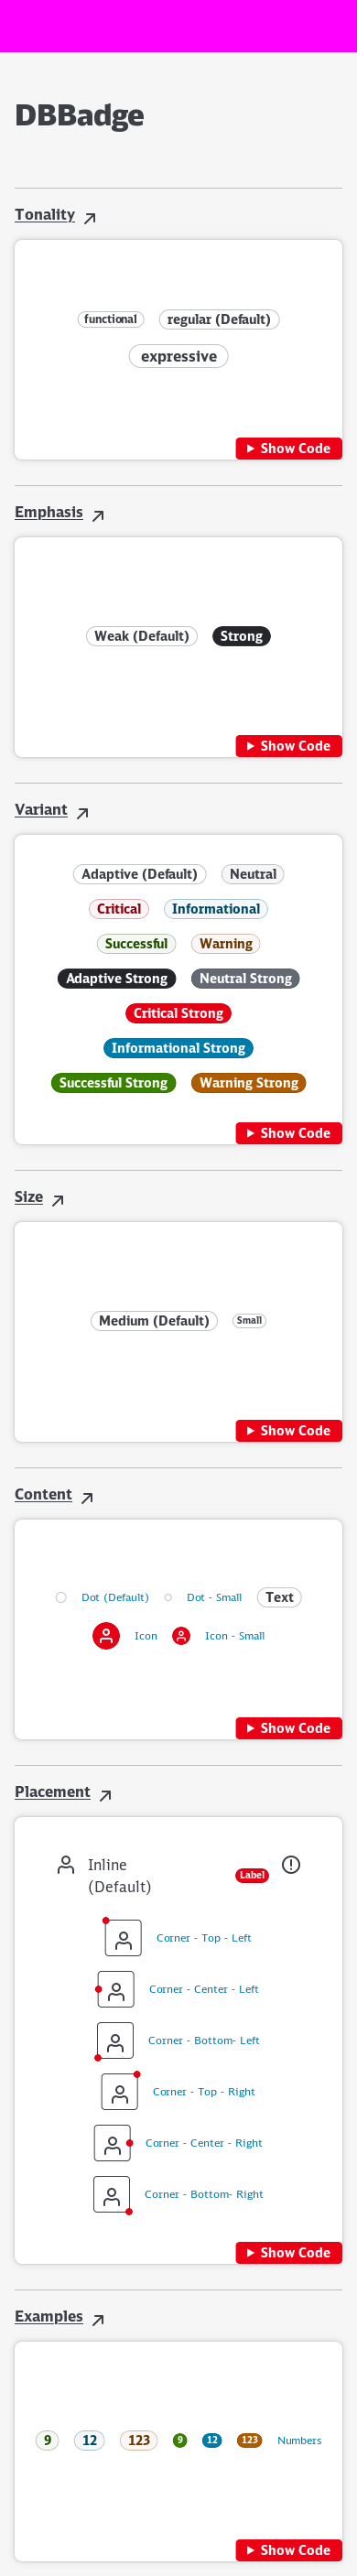 DBBadge
Tonality
functional regular (Default)
expressive
Show Code
Emphasis
Weak (Default) Strong
Show Code
Variant
Adaptive (Default) Neutral
Critical Informational
Successful Warning
Adaptive Strong Neutral Strong
Critical Strong
Informational Strong
Successful Strong Warning Strong
Show Code
Size
Medium (Default) Small
Show Code
Content
Dot (Default) Dot - Small Text
Icon Icon - Small
Show Code
Placement
Inline
(Default)
Label
Corner - Top - Left
Corner - Center - Left
Corner - Bottom- Left
Corner - Top - Right
Corner - Center - Right
Corner - Bottom- Right
Show Code
Examples
9 12 123 9 12 123 Numbers
Show Code